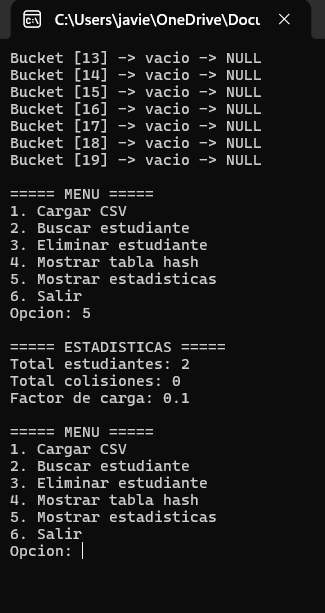 C:\Users\javie\OneDrive\Docu
Bucket [13] -> vacio -> NULL
Bucket [14] -> vacio -> NULL
Bucket [15] -> vacio -> NULL
Bucket [16] -> vacio -> NULL
Bucket [17] -> vacio -> NULL
Bucket [18] -> vacio -> NULL
Bucket [19] -> vacio -> NULL
===== MENU =====
1. Cargar CSV
2. Buscar estudiante
3. Eliminar estudiante
4. Mostrar tabla hash
5. Mostrar estadisticas
6. Salir
Opcion: 5
===== ESTADISTICAS =====
Total estudiantes: 2
Total colisiones: 0
Factor de carga: 0.1
===== MENU =====
1. Cargar CSV
2. Buscar estudiante
3. Eliminar estudiante
4. Mostrar tabla hash
5. Mostrar estadisticas
6. Salir
Opcion: